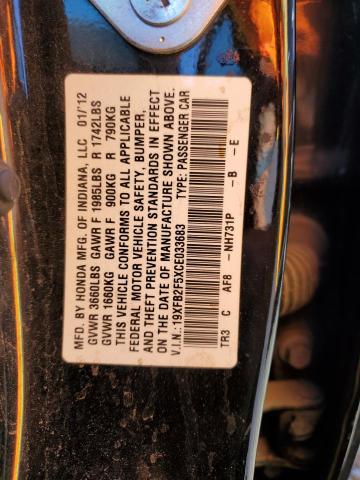 MFD. BY HONDA MFG. OF INDIANA, LLC 01/'12
GVWR 3660LBS GAWR F 1985LBS R 1742LBS
GVWR 1660KG GAWR F 900KG R 790KG
THIS VEHICLE CONFORMS TO ALL APPLICABLE
FEDERAL MOTOR VEHICLE SAFETY, BUMPER,
AND THEFT PREVENTION STANDARDS IN EFFECT
ON THE DATE OF MANUFACTURE SHOWN ABOVE.
V.I.N.: 19XFB2F5XCE033683 TYPE: PASSENGER CAR
TR3 C AF8 -NH731P -B -E